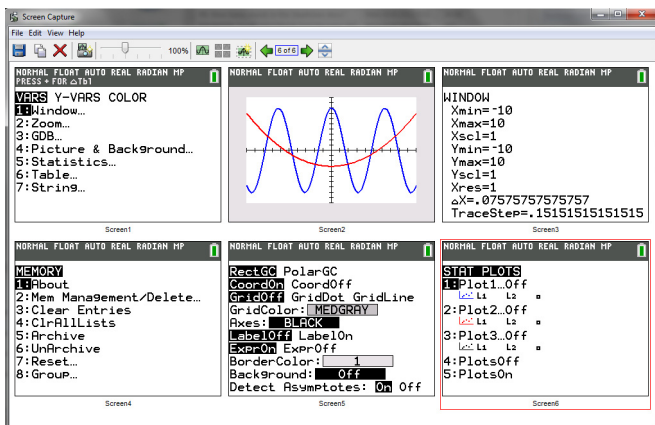 Screen Capture
File Edit View Help
100%
6 of 6
NORMAL FLOAT AUTO REAL RADIAN MP
PRESS + FOR △Tbl
VARS Y-VARS COLOR
1:Window…
2:Zoom…
3:GDB…
4:Picture & Background…
5:Statistics…
6:Table…
7:String…
Screen1
NORMAL FLOAT AUTO REAL RADIAN MP
Screen2
NORMAL FLOAT AUTO REAL RADIAN MP
WINDOW
Xmin=-10
Xmax=10
Xscl=1
Ymin=-10
Ymax=10
Yscl=1
Xres=1
△X=.07575757575757
TraceStep=.15151515151515
Screen3
NORMAL FLOAT AUTO REAL RADIAN MP
MEMORY
1:About
2:Mem Management/Delete…
3:Clear Entries
4:ClrAllLists
5:Archive
6:UnArchive
7:Reset…
8:Group…
Screen4
NORMAL FLOAT AUTO REAL RADIAN MP
RectGC PolarGC
CoordOn CoordOff
GridOff GridDot GridLine
GridColor: MEDGRAY
Axes: BLACK
LabelOff LabelOn
ExprOn ExprOff
BorderColor: 1
Background: Off
Detect Asymptotes: On Off
Screen5
NORMAL FLOAT AUTO REAL RADIAN MP
STAT PLOTS
1:Plot1…Off
L1 L2
2:Plot2…Off
L1 L2
3:Plot3…Off
L1 L2
4:PlotsOff
5:PlotsOn
Screen6